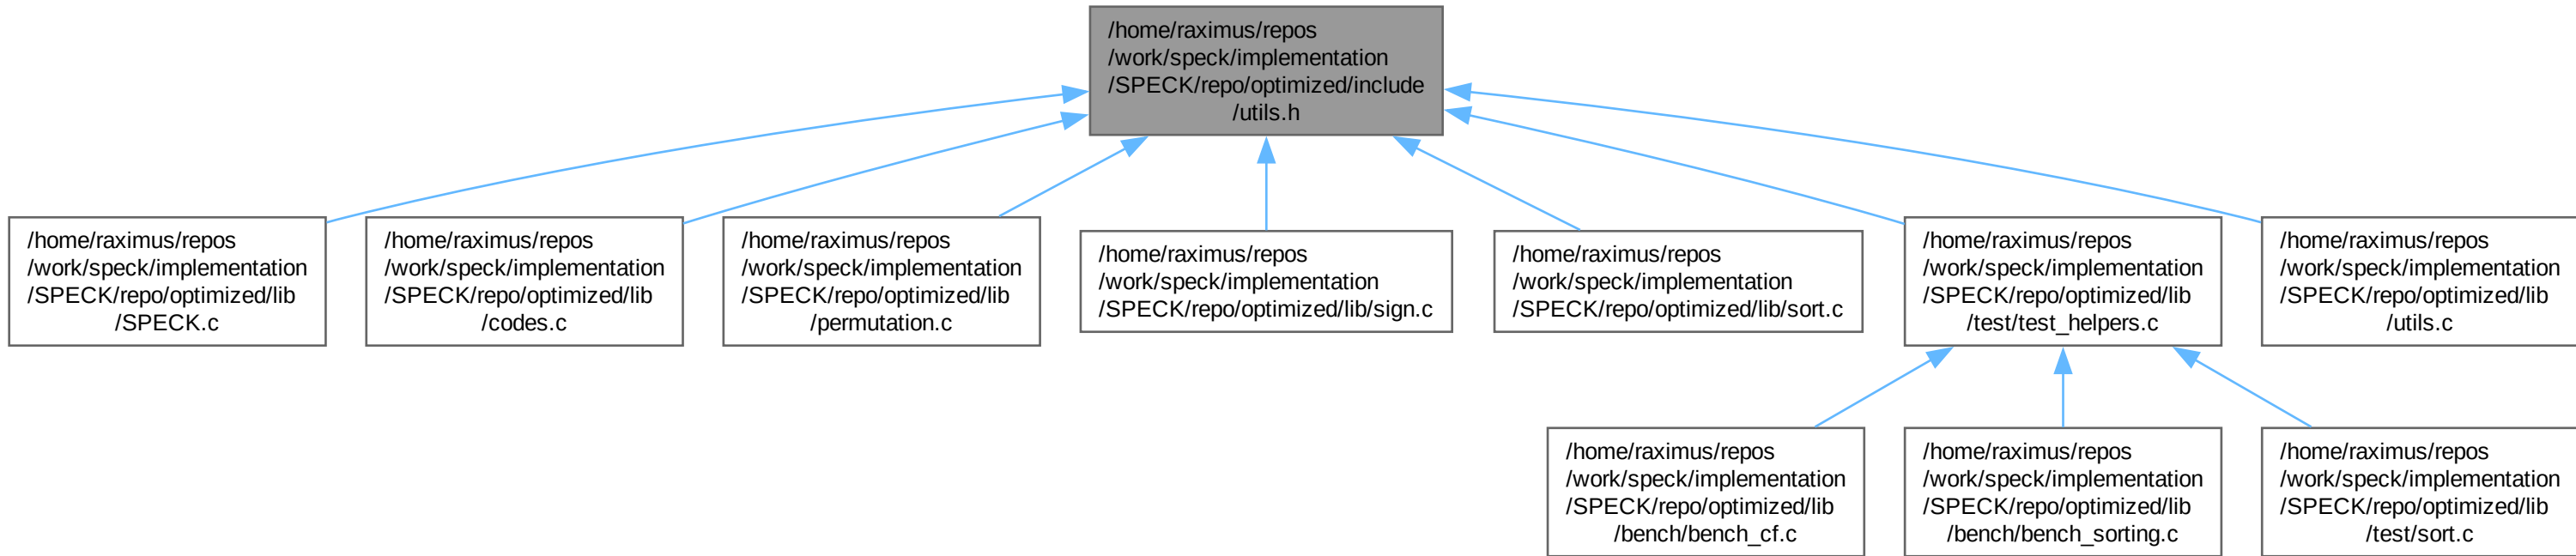 /home/raximus/repos
/work/speck/implementation
/SPECK/repo/optimized/include
/utils.h
/home/raximus/repos
/work/speck/implementation
/SPECK/repo/optimized/lib
/SPECK.c
/home/raximus/repos
/work/speck/implementation
/SPECK/repo/optimized/lib
/codes.c
/home/raximus/repos
/work/speck/implementation
/SPECK/repo/optimized/lib
/permutation.c
/home/raximus/repos
/work/speck/implementation
/SPECK/repo/optimized/lib/sign.c
/home/raximus/repos
/work/speck/implementation
/SPECK/repo/optimized/lib/sort.c
/home/raximus/repos
/work/speck/implementation
/SPECK/repo/optimized/lib
/test/test_helpers.c
/home/raximus/repos
/work/speck/implementation
/SPECK/repo/optimized/lib
/utils.c
/home/raximus/repos
/work/speck/implementation
/SPECK/repo/optimized/lib
/bench/bench_cf.c
/home/raximus/repos
/work/speck/implementation
/SPECK/repo/optimized/lib
/bench/bench_sorting.c
/home/raximus/repos
/work/speck/implementation
/SPECK/repo/optimized/lib
/test/sort.c